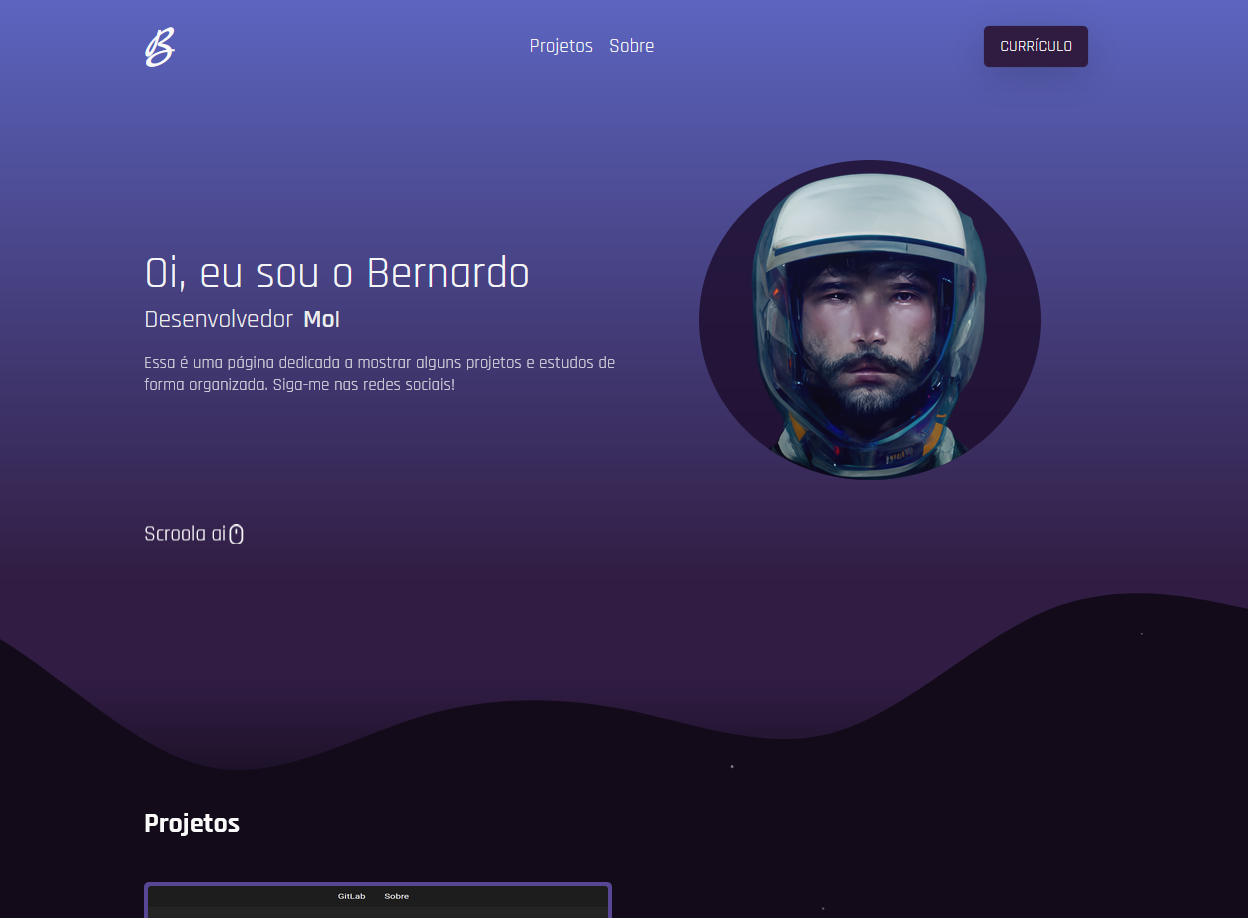 B
Projetos Sobre
CURRÍCULO
Oi, eu sou o Bernardo
Desenvolvedor Mo|
Essa é uma página dedicada a mostrar alguns projetos e estudos de
forma organizada. Siga-me nas redes sociais!
Scroola ai
Projetos
GitLab Sobre